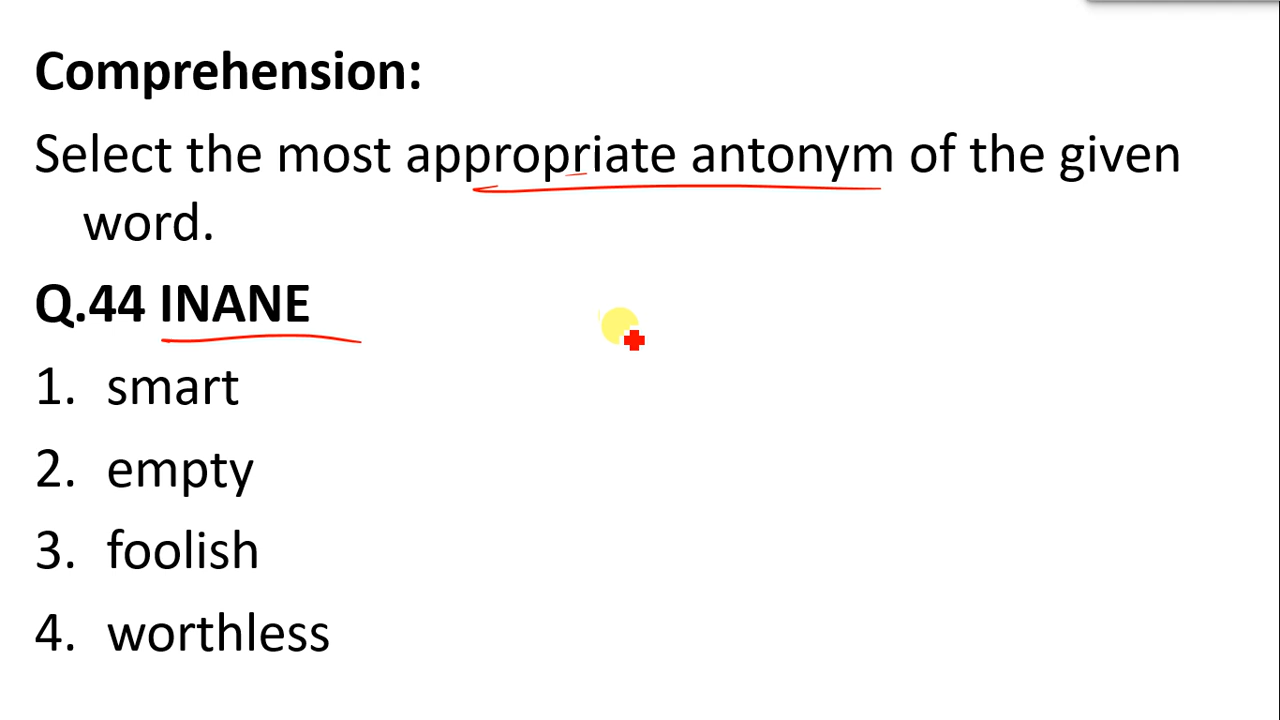 Comprehension:
Select the most appropriate antonym of the given
word.
Q.44 INANE
1. smart
2. empty
3. foolish
4. worthless